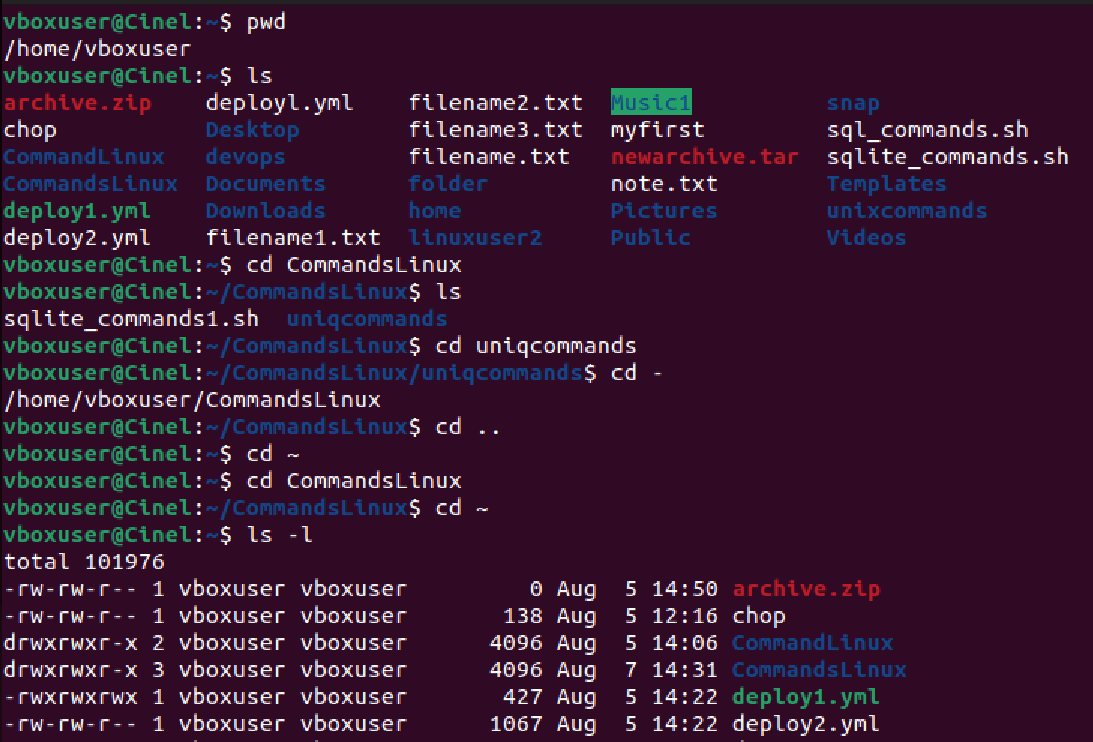 vboxuser@Cinel:~$ pwd
/home/vboxuser
vboxuser@Cinel:~$ ls
archive.zip    deployl.yml    filename2.txt  Music1          snap
chop           Desktop        filename3.txt  myfirst         sql_commands.sh
CommandLinux   devops         filename.txt   newarchive.tar  sqlite_commands.sh
CommandsLinux  Documents      folder         note.txt        Templates
deploy1.yml    Downloads      home           Pictures        unixcommands
deploy2.yml    filename1.txt  linuxuser2     Public          Videos
vboxuser@Cinel:~$ cd CommandsLinux
vboxuser@Cinel:~/CommandsLinux$ ls
sqlite_commands1.sh  uniqcommands
vboxuser@Cinel:~/CommandsLinux$ cd uniqcommands
vboxuser@Cinel:~/CommandsLinux/uniqcommands$ cd -
/home/vboxuser/CommandsLinux
vboxuser@Cinel:~/CommandsLinux$ cd ..
vboxuser@Cinel:~$ cd ~
vboxuser@Cinel:~$ cd CommandsLinux
vboxuser@Cinel:~/CommandsLinux$ cd ~
vboxuser@Cinel:~$ ls -l
total 101976
-rw-rw-r-- 1 vboxuser vboxuser         0 Aug  5 14:50 archive.zip
-rw-rw-r-- 1 vboxuser vboxuser       138 Aug  5 12:16 chop
drwxrwxr-x 2 vboxuser vboxuser      4096 Aug  5 14:06 CommandLinux
drwxrwxr-x 3 vboxuser vboxuser      4096 Aug  7 14:31 CommandsLinux
-rwxrwxrwx 1 vboxuser vboxuser       427 Aug  5 14:22 deploy1.yml
-rw-rw-r-- 1 vboxuser vboxuser      1067 Aug  5 14:22 deploy2.yml